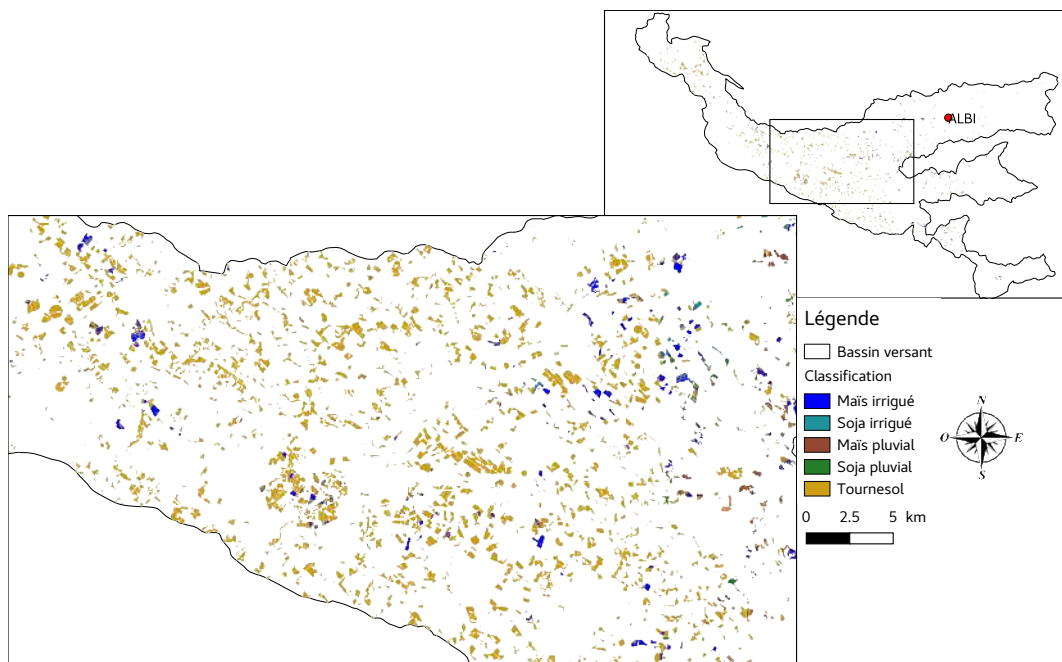 ALBI
Légende
Bassin versant
Classification
Maïs irrigué
Soja irrigué
Maïs pluvial
Soja pluvial
Tournesol
N
O E
S
0 2.5 5 km